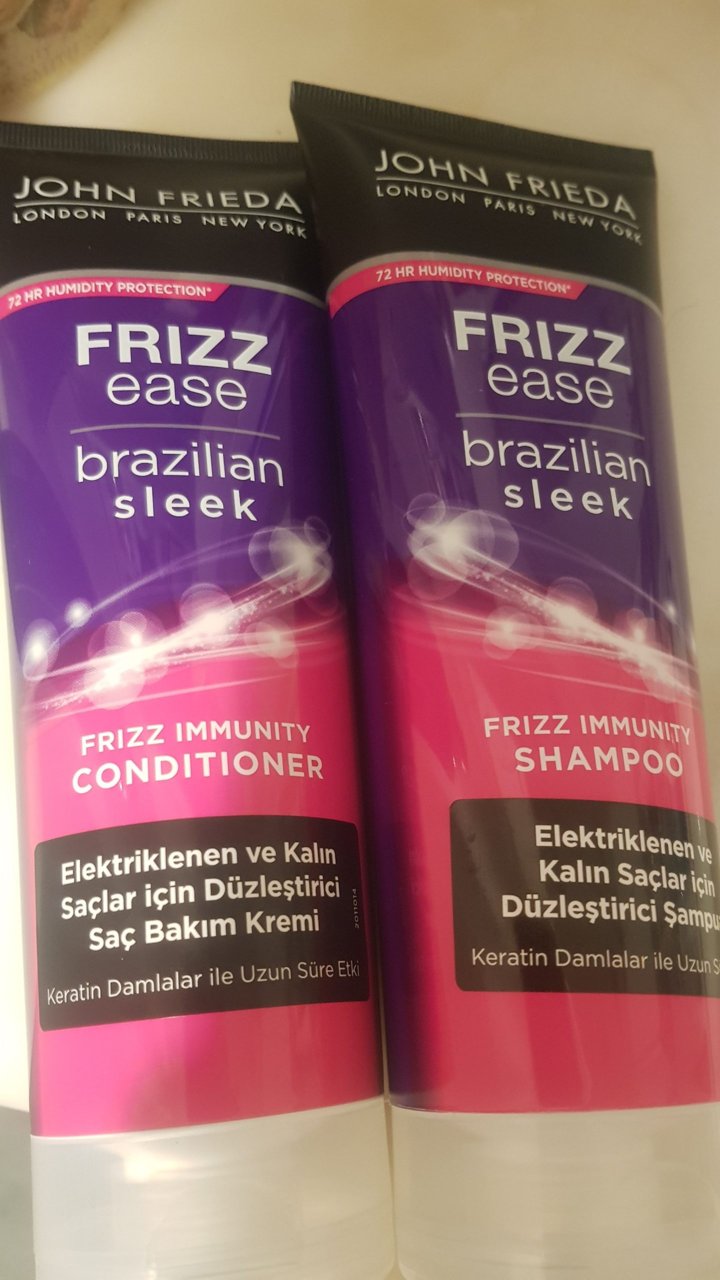 JOHN FRIEDA
LONDON PARIS NEW YORK
72 HR HUMIDITY PROTECTION*
FRIZZ
ease
brazilian
sleek
FRIZZ IMMUNITY
CONDITIONER
Elektriklenen ve Kalın
Saçlar için Düzleştirici
Saç Bakım Kremi
Keratin Damlalar ile Uzun Süre Etki
2011014
JOHN FRIEDA
LONDON PARIS NEW YORK
72 HR HUMIDITY PROTECTION*
FRIZZ
ease
brazilian
sleek
FRIZZ IMMUNITY
SHAMPOO
Elektriklenen ve
Kalın Saçlar için
Düzleştirici
Keratin Damlalar ile Uzun